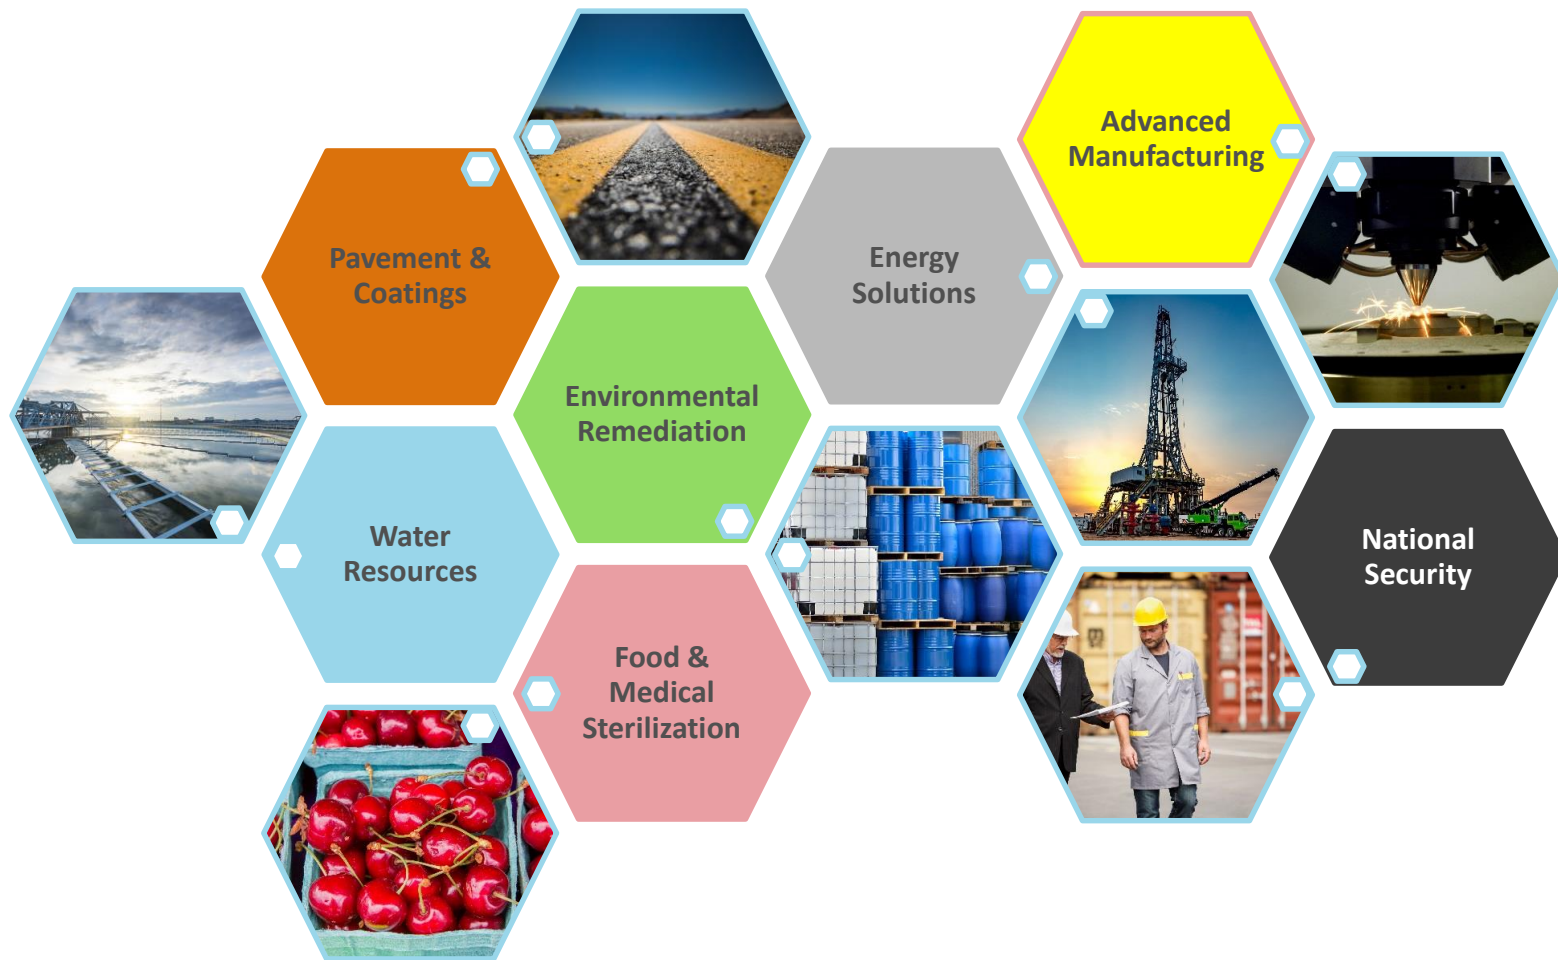 Advanced
Manufacturing
Pavement &
Coatings
Energy
Solutions
Environmental
Remediation
Water
Resources
National
Security
Food &
Medical
Sterilization